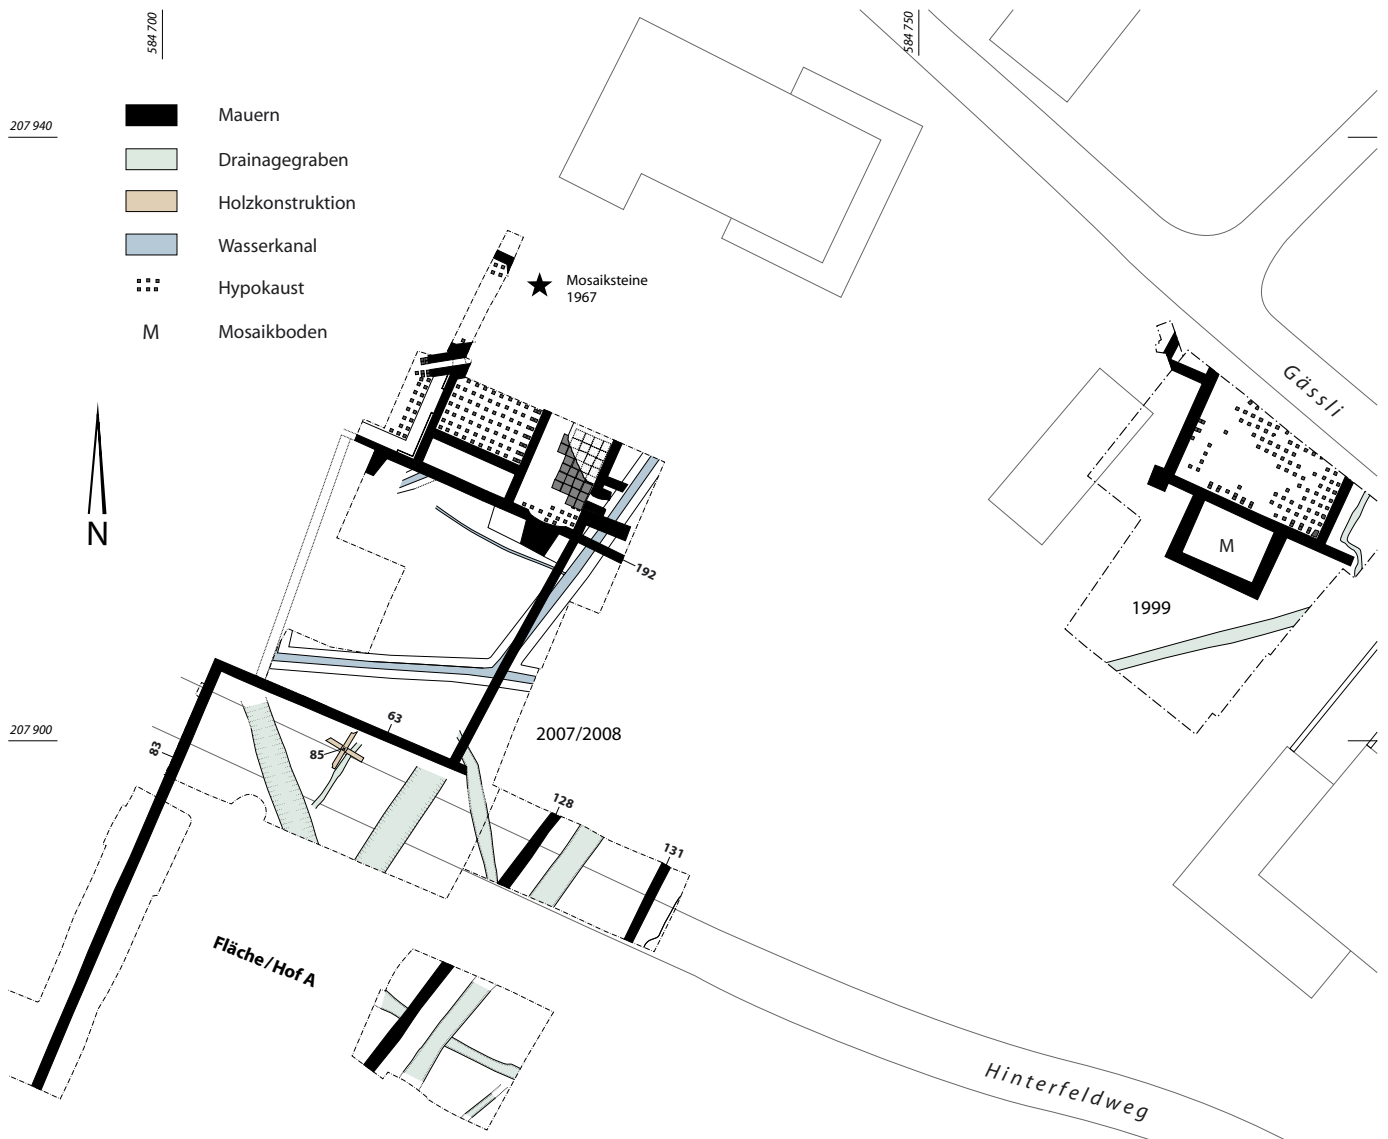 584 700
584 750
207 940
Mauern
Drainagegraben
Holzkonstruktion
Wasserkanal
Hypokaust
M
Mosaikboden
Mosaiksteine
1967
Gässli
N
M
192
1999
63
207 900
2007/2008
83
85
128
131
Fläche/Hof A
Hinterfeldweg